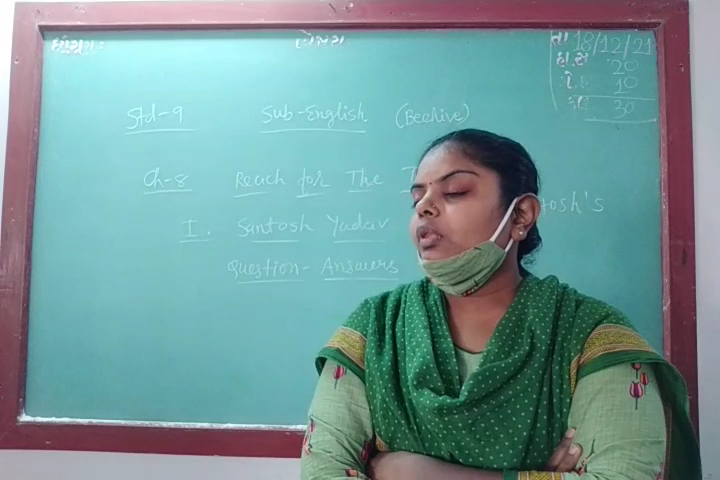 તા 18/12/21
હા.સ 20
10
30
Std-9 Sub-English (Beehive)
Ch-8 Reach for The T
I. Santosh Yadav tosh's
Question-Answers